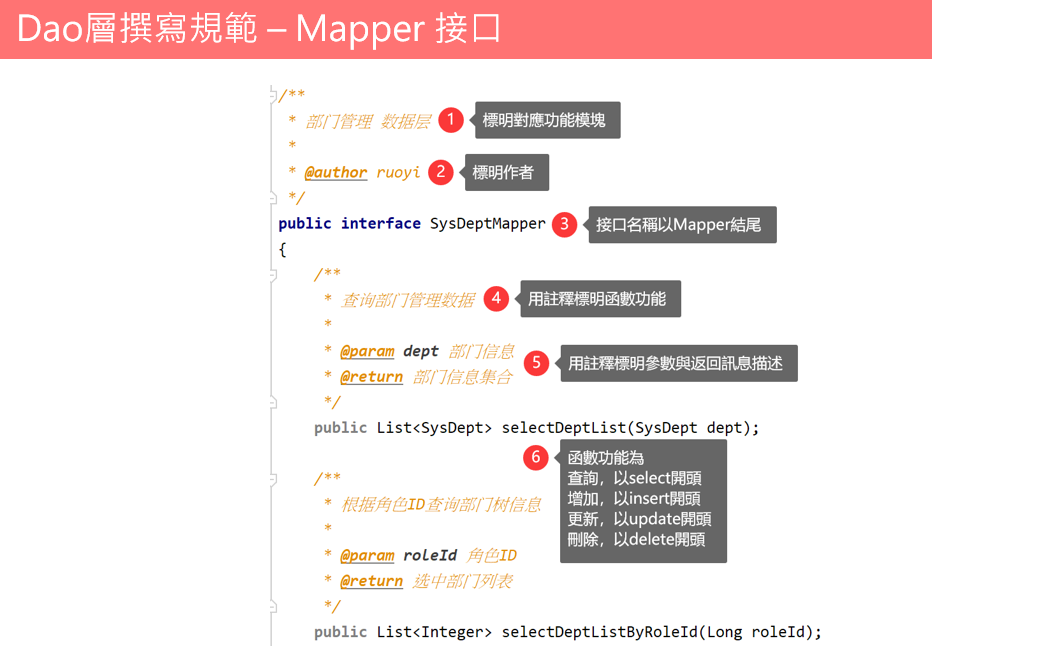 Dao層撰寫規範 – Mapper 接口
/**
* 部门管理 数据层 1 標明對應功能模塊
*
* @author ruoyi 2 標明作者
*/
public interface SysDeptMapper 3 接口名稱以Mapper結尾
{
/**
* 查询部门管理数据 4 用註釋標明函數功能
*
* @param dept 部门信息
5 用註釋標明參數與返回訊息描述
* @return 部门信息集合
*/
public List<SysDept> selectDeptList(SysDept dept);
6 函數功能為
查詢，以select開頭
增加，以insert開頭
更新，以update開頭
刪除，以delete開頭
/**
* 根据角色ID查询部门树信息
*
* @param roleId 角色ID
* @return 选中部门列表
*/
public List<Integer> selectDeptListByRoleId(Long roleId);